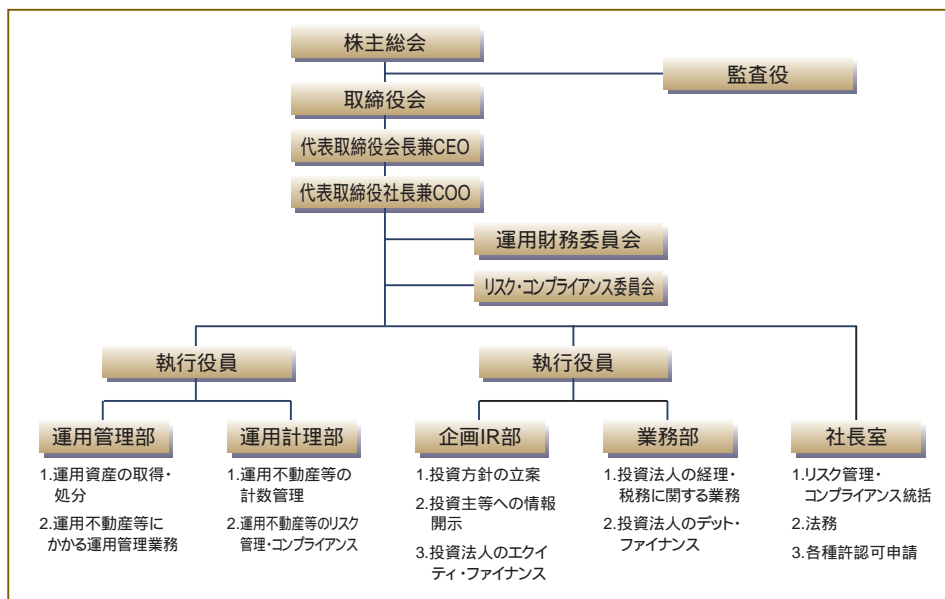 株主総会
監査役
取締役会
代表取締役会長兼CEO
代表取締役社長兼COO
運用財務委員会
リスク・コンプライアンス委員会
執行役員
執行役員
運用管理部
1.運用資産の取得・
処分
2.運用不動産等に
かかる運用管理業務
運用計理部
1.運用不動産等の
計数管理
2.運用不動産等のリスク
管理・コンプライアンス
企画IR部
1.投資方針の立案
2.投資主等への情報
開示
3.投資法人のエクイ
ティ・ファイナンス
業務部
1.投資法人の経理・
税務に関する業務
2.投資法人のデット・
ファイナンス
社長室
1.リスク管理・
コンプライアンス統括
2.法務
3.各種許認可申請